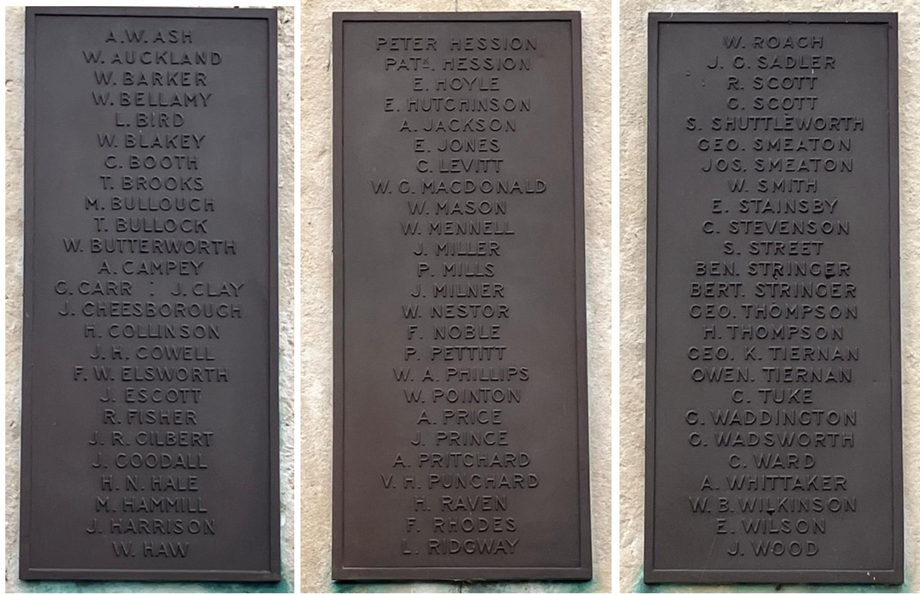 A. W. ASH
W. AUCKLAND
W. BARKER
W. BELLAMY
L. BIRD
W. BLAKEY
C. BOOTH
T. BROOKS
M. BULLOUGH
T. BULLOCK
W. BUTTERWORTH
A. CAMPEY
G. CARR : J. CLAY
J. CHEESBOROUGH
H. COLLINSON
J. H. COWELL
F. W. ELSWORTH
J. ESCOTT
R. FISHER
J. R. GILBERT
J. GOODALL
H. N. HALE
M. HAMMILL
J. HARRISON
W. HAW
PETER HESSION
PATK. HESSION
E. HOYLE
E. HUTCHINSON
A. JACKSON
E. JONES
C. LEVITT
W. G. MACDONALD
W. MASON
W. MENNELL
J. MILLER
P. MILLS
J. MILNER
W. NESTOR
F. NOBLE
P. PETTITT
W. A. PHILLIPS
W. POINTON
A. PRICE
J. PRINCE
A. PRITCHARD
V. H. PUNCHARD
H. RAVEN
F. RHODES
L. RIDGWAY
W. ROACH
J. G. SADLER
R. SCOTT
G. SCOTT
S. SHUTTLEWORTH
GEO. SMEATON
JOS. SMEATON
W. SMITH
E. STAINSBY
C. STEVENSON
S. STREET
BEN. STRINGER
BERT. STRINGER
GEO. THOMPSON
H. THOMPSON
GEO. K. TIERNAN
OWEN. TIERNAN
C. TUKE
G. WADDINGTON
G. WADSWORTH
C. WARD
A. WHITTAKER
W. B. WILKINSON
E. WILSON
J. WOOD